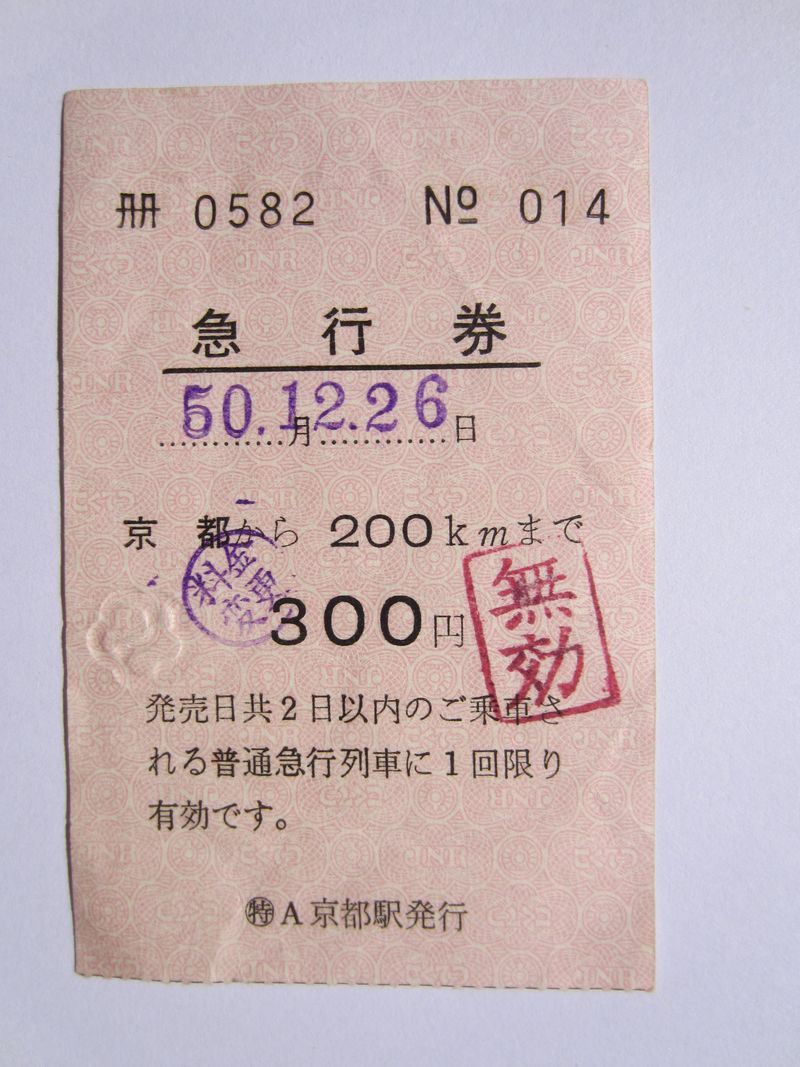 冊 0582 № 014
急行券
50.12.26
月 日
京都から 200kmまで
料金変更
300円
無効
発売日共2日以内のご乗車さ
れる普通急行列車に1回限り
有効です。
㊕A京都駅発行